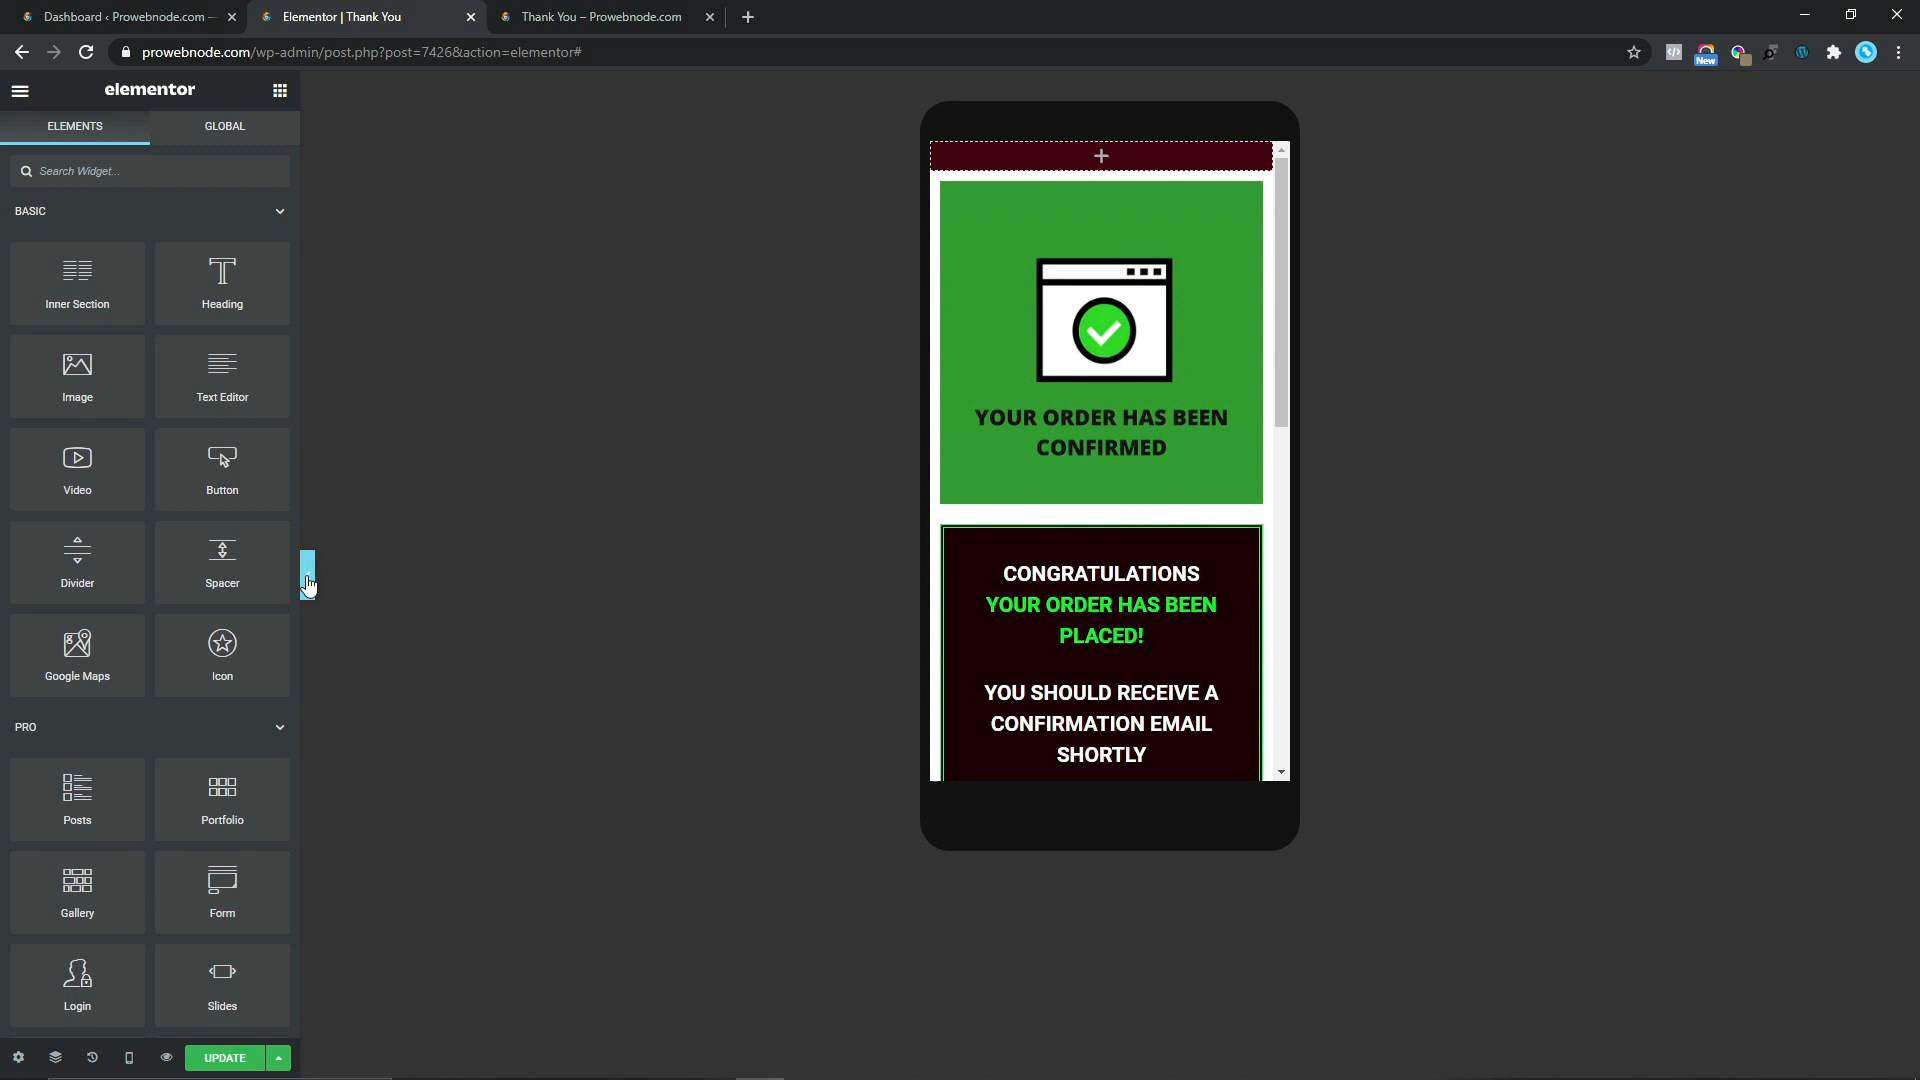 Dashboard ‹ Prowebnode.com —
Elementor | Thank You
Thank You – Prowebnode.com
prowebnode.com/wp-admin/post.php?post=7426&action=elementor#
New
elementor
ELEMENTS
GLOBAL
Search Widget...
BASIC
Inner Section
Heading
Image
Text Editor
Video
Button
Divider
Spacer
Google Maps
Icon
PRO
Posts
Portfolio
Gallery
Form
Login
Slides
UPDATE
YOUR ORDER HAS BEEN
CONFIRMED
CONGRATULATIONS
YOUR ORDER HAS BEEN
PLACED!
YOU SHOULD RECEIVE A
CONFIRMATION EMAIL
SHORTLY